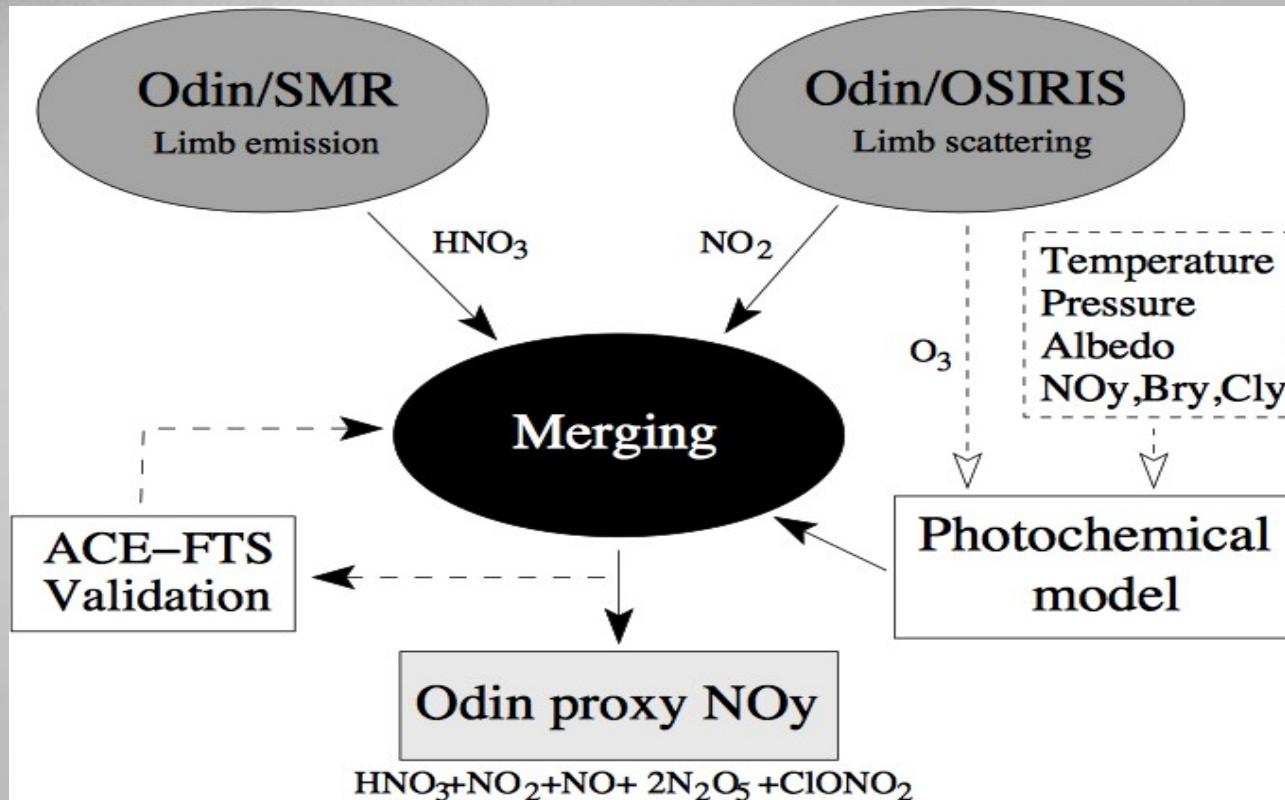 Odin/SMR
Limb emission
Odin/OSIRIS
Limb scattering
HNO₃
NO₂
O₃
Temperature
Pressure
Albedo
NOy,Bry,Cly
Merging
ACE–FTS
Validation
Photochemical
model
Odin proxy NOy
HNO₃+NO₂+NO+ 2N₂O₅ +ClONO₂